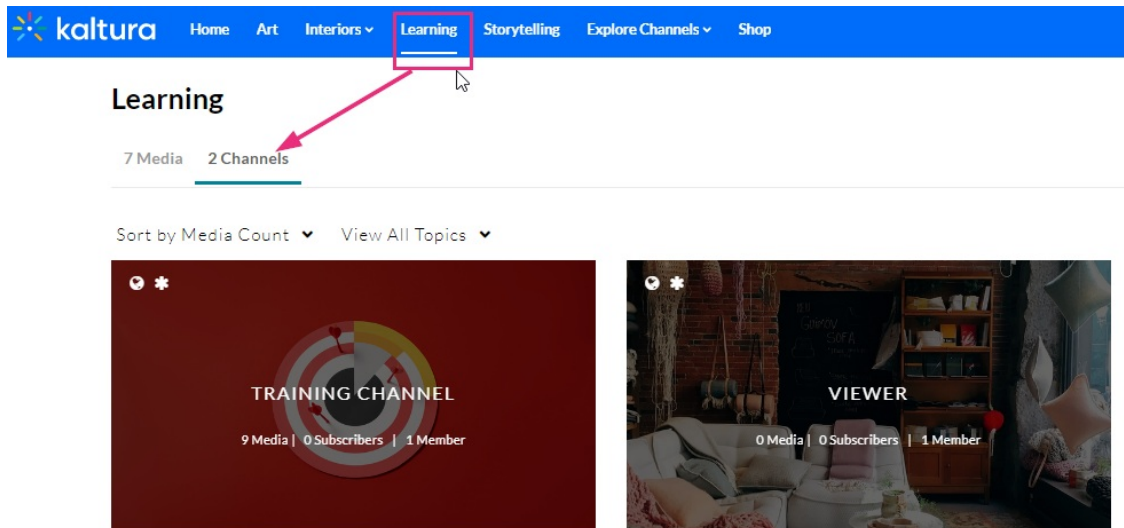 kaltura Home Art Interiors Learning Storytelling Explore Channels Shop
Learning
7 Media 2 Channels
Sort by Media Count View All Topics
TRAINING CHANNEL
9 Media | 0 Subscribers | 1 Member
VIEWER
0 Media | 0 Subscribers | 1 Member